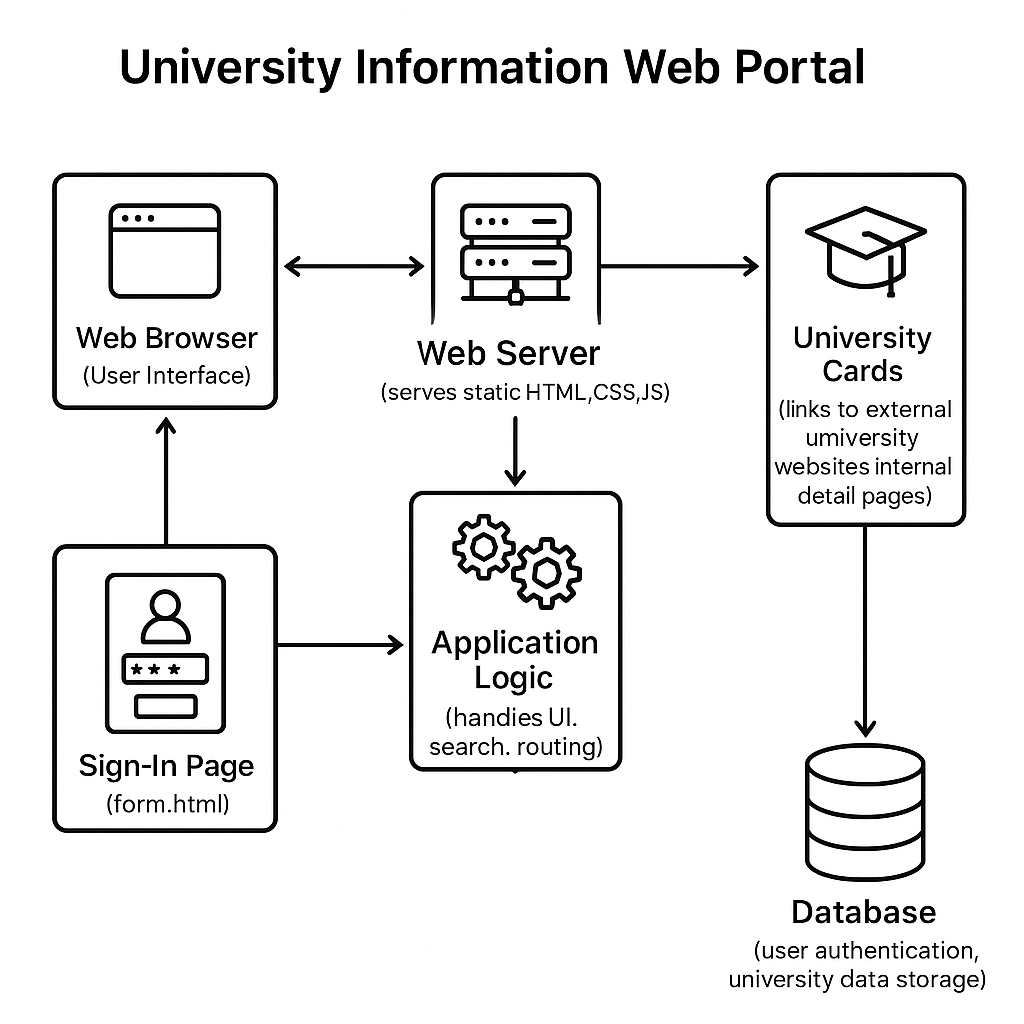 University Information Web Portal
Web Browser
(User Interface)
Web Server
(serves static HTML,CSS,JS)
University
Cards
(links to external
umiversity
websites internal
detail pages)
Sign-In Page
(form.html)
***
Application
Logic
(handies UI.
search. routing)
Database
(user authentication,
university data storage)